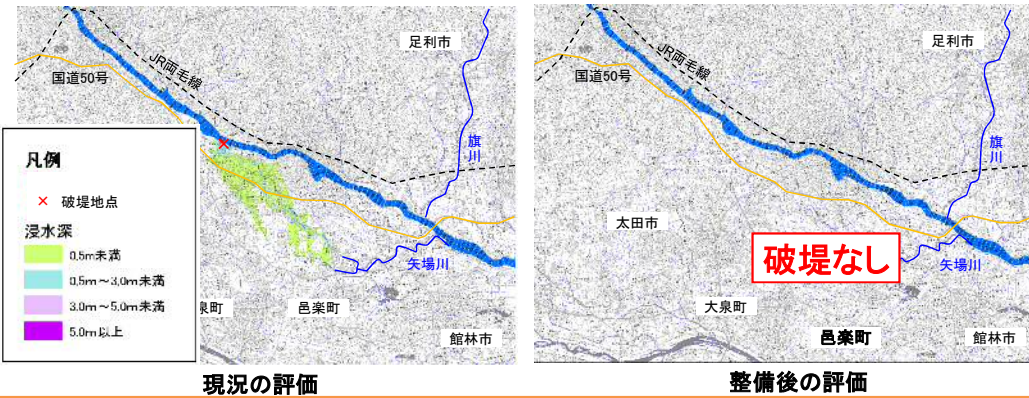 足利市
JR両毛線
国道50号
旗川
凡例
× 破堤地点
浸水深
0.5m未満
0.5m～3.0m未満
3.0m～5.0m未満
5.0m以上
矢場川
泉町
邑楽町
館林市
現況の評価
足利市
JR両毛線
国道50号
旗川
太田市
破堤なし
矢場川
大泉町
邑楽町
館林市
整備後の評価